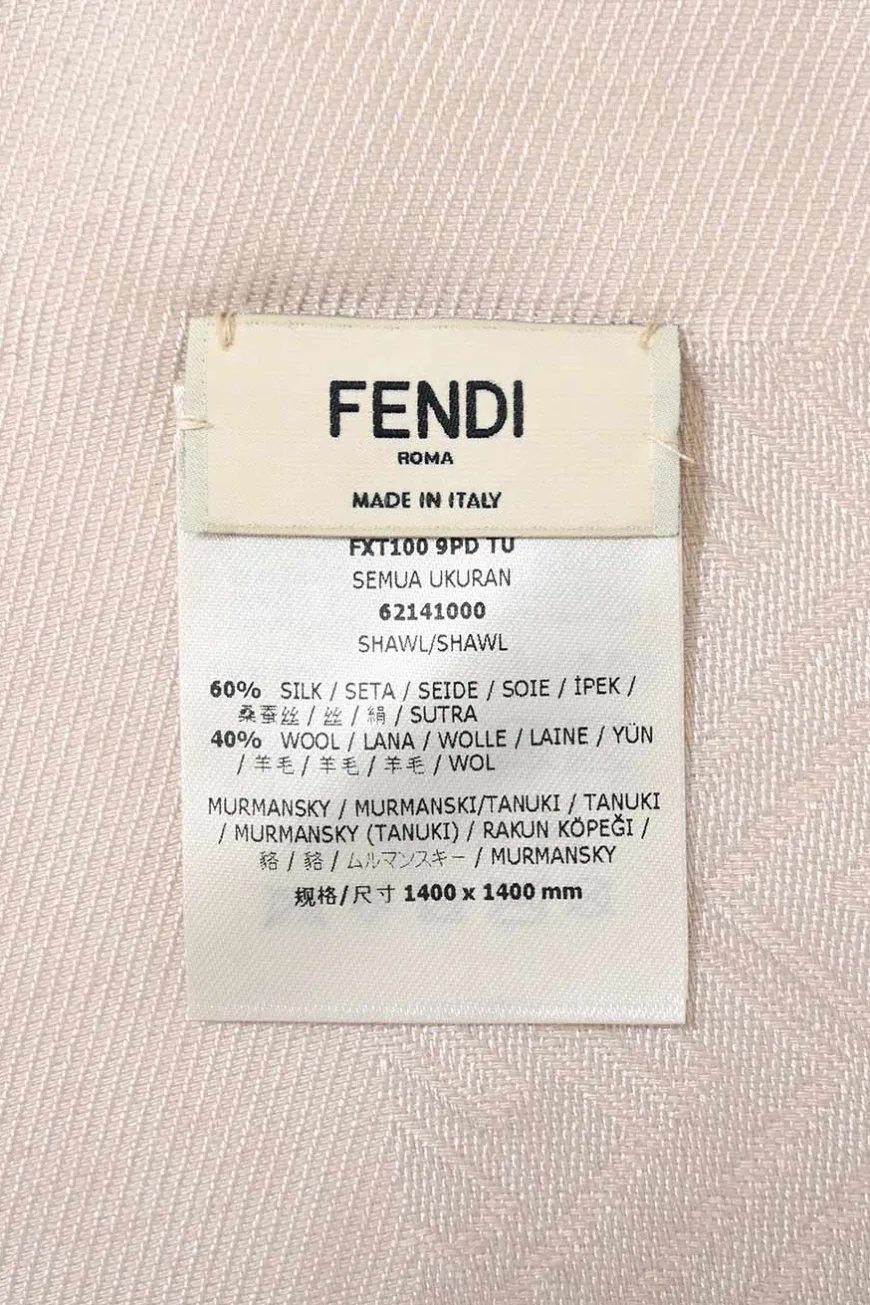 FENDI
ROMA
MADE IN ITALY
FXT100 9PD TU
SEMUA UKURAN
62141000
SHAWL/SHAWL
60% SILK / SETA / SEIDE / SOIE / İPEK /
桑蚕丝 / 丝 / 絹 / SUTRA
40% WOOL / LANA / WOLLE / LAINE / YÜN
/ 羊毛 / 羊毛 / 羊毛 / WOL
MURMANSKY / MURMANSKI/TANUKI / TANUKI
/ MURMANSKY (TANUKI) / RAKUN KÖPEĞI /
貉 / 貉 / ムルマンスキー / MURMANSKY
规格/尺寸 1400 x 1400 mm